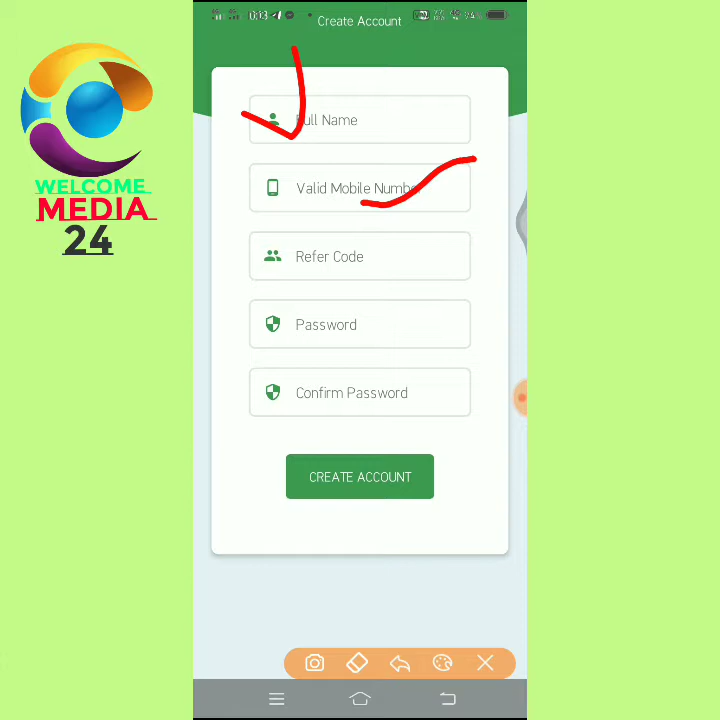 Create Account
WELCOME
MEDIA
24
Full Name
Valid Mobile Number
Refer Code
Password
Confirm Password
CREATE ACCOUNT